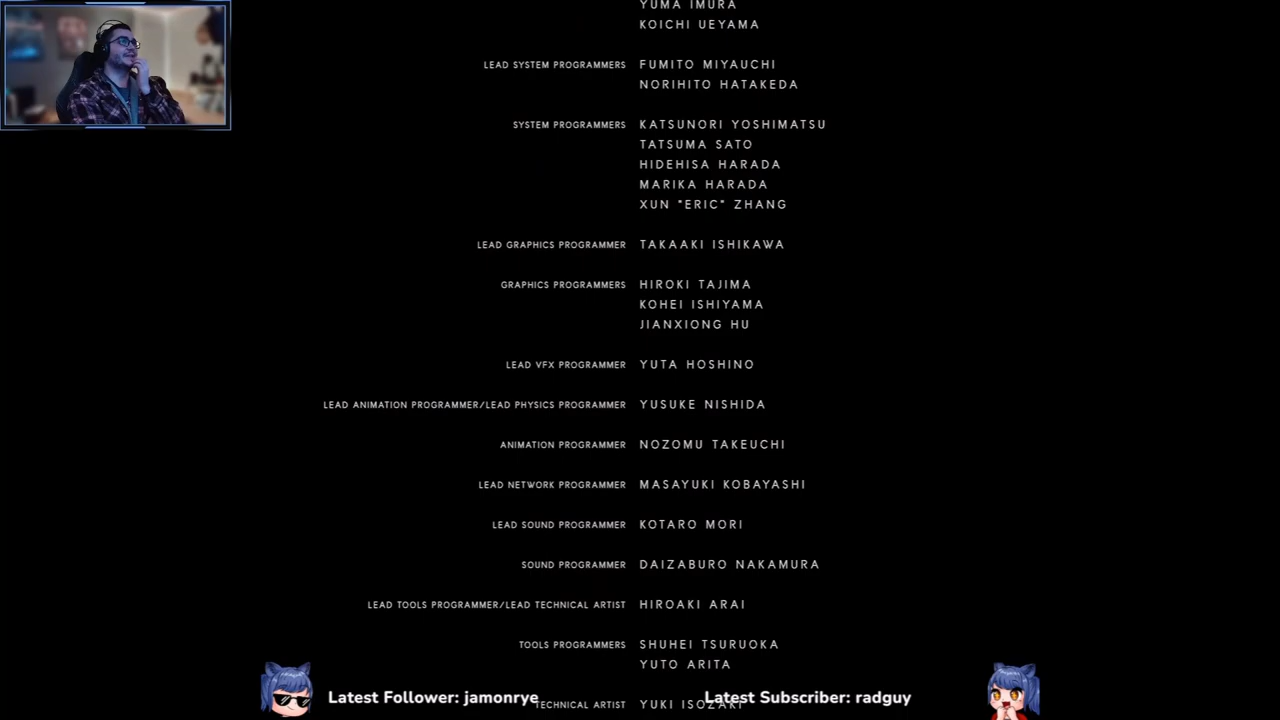 YUMA IMURA
KOICHI UEYAMA
LEAD SYSTEM PROGRAMMERS FUMITO MIYAUCHI
NORIHITO HATAKEDA
SYSTEM PROGRAMMERS KATSUNORI YOSHIMATSU
TATSUMA SATO
HIDEHISA HARADA
MARIKA HARADA
XUN "ERIC" ZHANG
LEAD GRAPHICS PROGRAMMER TAKAAKI ISHIKAWA
GRAPHICS PROGRAMMERS HIROKI TAJIMA
KOHEI ISHIYAMA
JIANXIONG HU
LEAD VFX PROGRAMMER YUTA HOSHINO
LEAD ANIMATION PROGRAMMER/LEAD PHYSICS PROGRAMMER YUSUKE NISHIDA
ANIMATION PROGRAMMER NOZOMU TAKEUCHI
LEAD NETWORK PROGRAMMER MASAYUKI KOBAYASHI
LEAD SOUND PROGRAMMER KOTARO MORI
SOUND PROGRAMMER DAIZABURO NAKAMURA
LEAD TOOLS PROGRAMMER/LEAD TECHNICAL ARTIST HIROAKI ARAI
TOOLS PROGRAMMERS SHUHEI TSURUOKA
YUTO ARITA
Latest Follower: jamonrye
Latest Subscriber: radguy
TECHNICAL ARTIST YUKI ISOZAKI